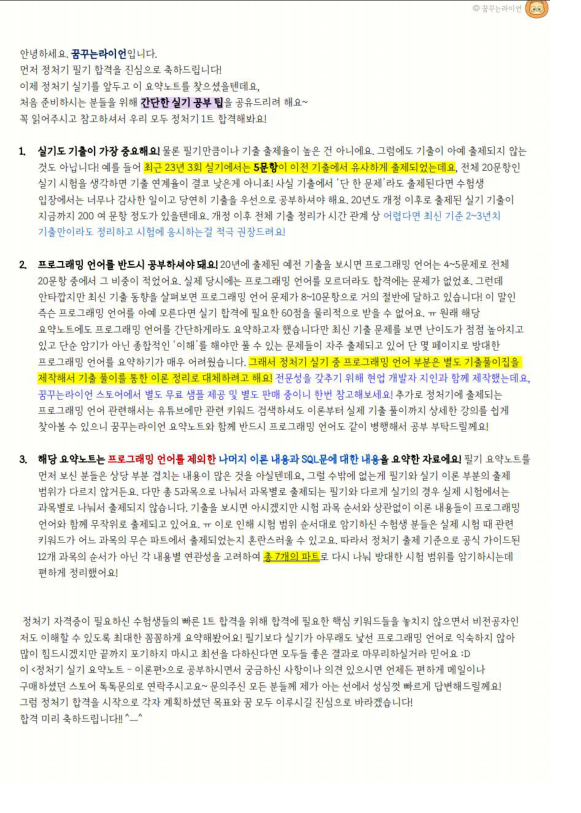 © 꿈꾸는라이언
안녕하세요. 꿈꾸는라이언입니다.
먼저 정처기 필기 합격을 진심으로 축하드립니다!
이제 정처기 실기를 앞두고 이 요약노트를 찾으셨을텐데요,
처음 준비하시는 분들을 위해 간단한 실기 공부 팁을 공유드리려 해요~
꼭 읽어주시고 참고하셔서 우리 모두 정처기 1트 합격해봐요!
1. 실기도 기출이 가장 중요해요! 물론 필기만큼이나 기출 출제율이 높은 건 아니에요. 그럼에도 기출이 아예 출제되지 않는
것도 아닙니다! 예를 들어 최근 23년 3회 실기에서는 5문항이 이전 기출에서 유사하게 출제되었는데요, 전체 20문항인
실기 시험을 생각하면 기출 연계율이 결코 낮은게 아니죠! 사실 기출에서 '단 한 문제'라도 출제된다면 수험생
입장에서는 너무나 감사한 일이고 당연히 기출을 우선으로 공부하셔야 해요. 20년도 개정 이후로 출제된 실기 기출이
지금까지 200 여 문항 정도가 있을텐데요. 개정 이후 전체 기출 정리가 시간 관계 상 어렵다면 최신 기준 2~3년치
기출만이라도 정리하고 시험에 응시하는걸 적극 권장드려요!
2. 프로그래밍 언어를 반드시 공부하셔야 돼요! 20년에 출제된 예전 기출을 보시면 프로그래밍 언어는 4~5문제로 전체
20문항 중에서 그 비중이 적었어요. 실제 당시에는 프로그래밍 언어를 모르더라도 합격에는 문제가 없었죠. 그런데
안타깝지만 최신 기출 동향을 살펴보면 프로그래밍 언어 문제가 8~10문항으로 거의 절반에 달하고 있습니다! 이 말인
즉슨 프로그래밍 언어를 아예 모른다면 실기 합격에 필요한 60점을 물리적으로 받을 수 없어요. ㅠ 원래 해당
요약노트에도 프로그래밍 언어를 간단하게라도 요약하고자 했습니다만 최신 기출 문제를 보면 난이도가 점점 높아지고
있고 단순 암기가 아닌 종합적인 '이해'를 해야만 풀 수 있는 문제들이 자주 출제되고 있어 단 몇 페이지로 방대한
프로그래밍 언어를 요약하기가 매우 어려웠습니다. 그래서 정처기 실기 중 프로그래밍 언어 부분은 별도 기출풀이집을
제작해서 기출 풀이를 통한 이론 정리로 대체하려고 해요! 전문성을 갖추기 위해 현업 개발자 지인과 함께 제작했는데요,
꿈꾸는라이언 스토어에서 별도 무료 샘플 제공 및 별도 판매 중이니 한번 참고해보세요! 추가로 정처기에 출제되는
프로그래밍 언어 관련해서는 유튜브에만 관련 키워드 검색하셔도 이론부터 실제 기출 풀이까지 상세한 강의를 쉽게
찾아볼 수 있으니 꿈꾸는라이언 요약노트와 함께 반드시 프로그래밍 언어도 같이 병행해서 공부 부탁드릴께요!
3. 해당 요약노트는 프로그래밍 언어를 제외한 나머지 이론 내용과 SQL문에 대한 내용을 요약한 자료에요! 필기 요약노트를
먼저 보신 분들은 상당 부분 겹치는 내용이 많은 것을 아실텐데요, 그럴 수밖에 없는게 필기와 실기 이론 부분의 출제
범위가 다르지 않거든요. 다만 총 5과목으로 나눠서 과목별로 출제되는 필기와 다르게 실기의 경우 실제 시험에서는
과목별로 나눠서 출제되지 않습니다. 기출을 보시면 아시겠지만 시험 과목 순서와 상관없이 이론 내용들이 프로그래밍
언어와 함께 무작위로 출제되고 있어요. ㅠ 이로 인해 시험 범위 순서대로 암기하신 수험생 분들은 실제 시험 때 관련
키워드가 어느 과목의 무슨 파트에서 출제되었는지 혼란스러울 수 있고요. 따라서 정처기 출제 기준으로 공식 가이드된
12개 과목의 순서가 아닌 각 내용별 연관성을 고려하여 총 7개의 파트로 다시 나눠 방대한 시험 범위를 암기하시는데
편하게 정리했어요!
정처기 자격증이 필요하신 수험생들의 빠른 1트 합격을 위해 합격에 필요한 핵심 키워드들을 놓치지 않으면서 비전공자인
저도 이해할 수 있도록 최대한 꼼꼼하게 요약해봤어요! 필기보다 실기가 아무래도 낯선 프로그래밍 언어로 익숙하지 않아
많이 힘드시겠지만 끝까지 포기하지 마시고 최선을 다하신다면 모두들 좋은 결과로 마무리하실거라 믿어요 :D
이 <정처기 실기 요약노트 - 이론편>으로 공부하시면서 궁금하신 사항이나 의견 있으시면 언제든 편하게 메일이나
구매하셨던 스토어 톡톡문의로 연락주시고요~ 문의주신 모든 분들께 제가 아는 선에서 성심껏 빠르게 답변해드릴께요!
그럼 정처기 합격을 시작으로 각자 계획하셨던 목표와 꿈 모두 이루시길 진심으로 바라겠습니다!
합격 미리 축하드립니다!! ^ㅡ^